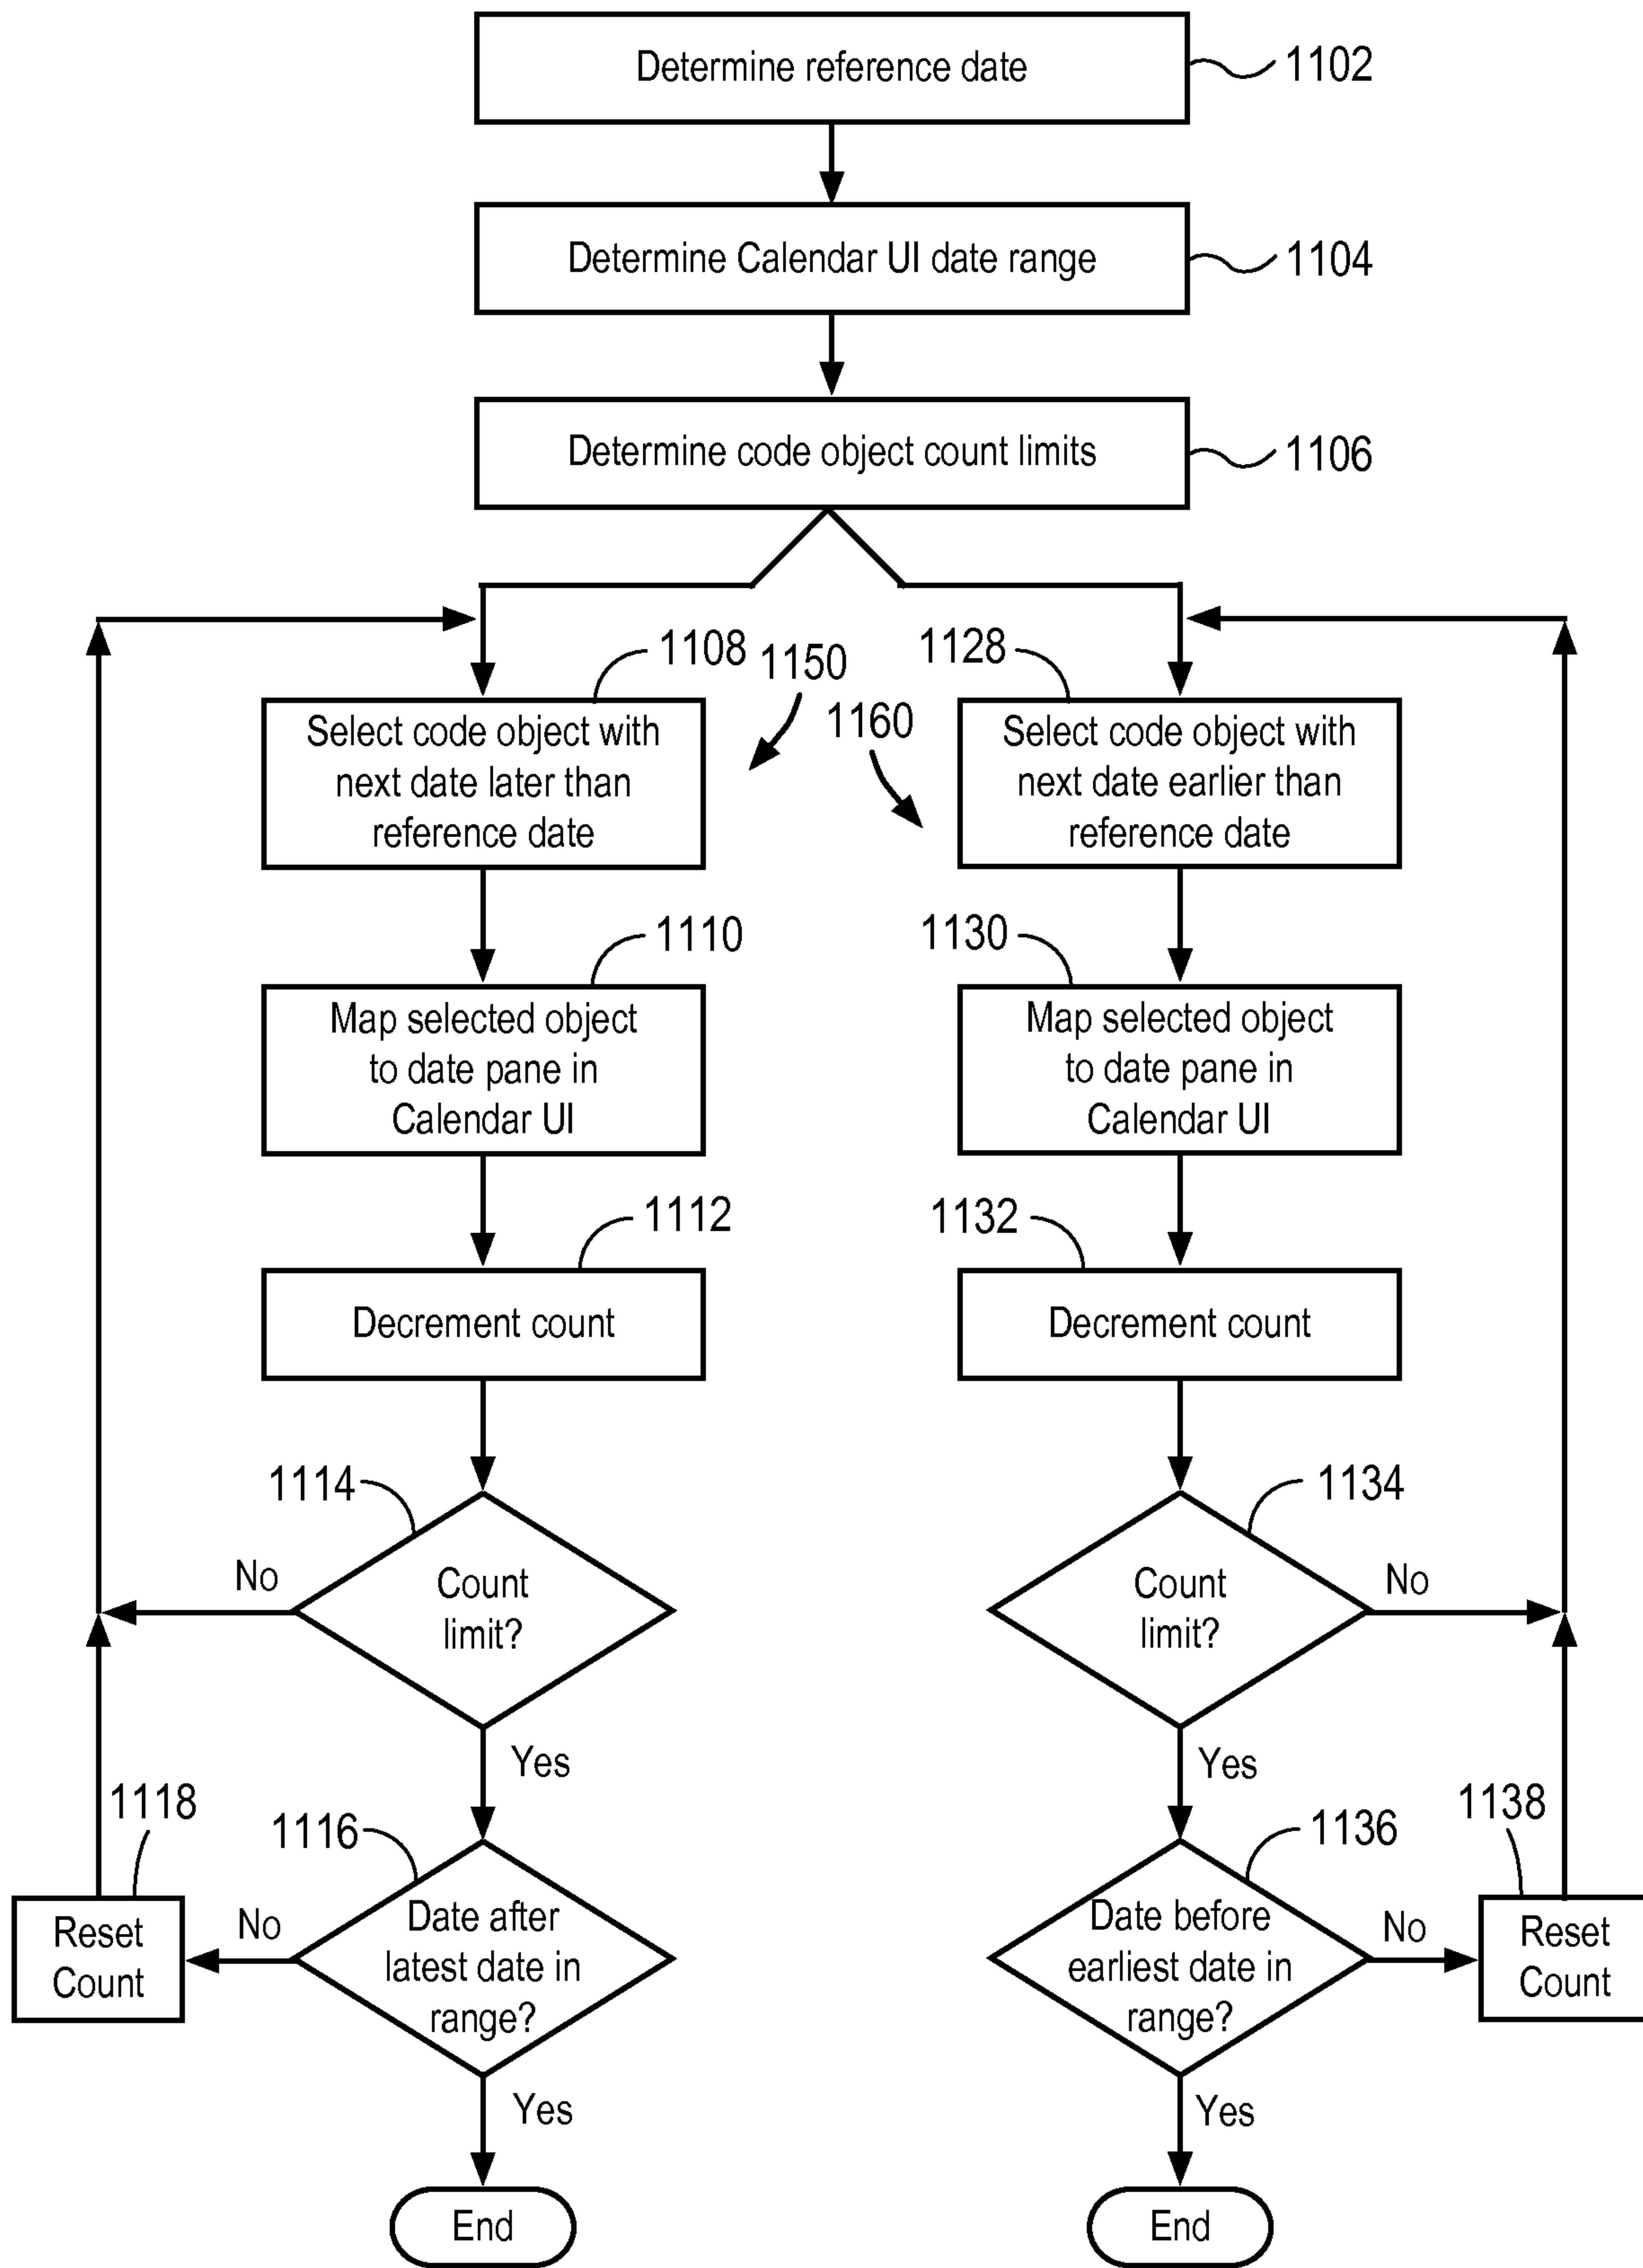 Determine reference date
1102
Determine Calendar UI date range
1104
Determine code object count limits
1106
1108
1150
1128
1160
Select code object with
next date later than
reference date
Select code object with
next date earlier than
reference date
1110
1130
Map selected object
to date pane in
Calendar UI
Map selected object
to date pane in
Calendar UI
1112
1132
Decrement count
Decrement count
1114
1134
No
Count
limit?
Count
limit?
No
Yes
Yes
1118
1116
1136
1138
Reset
Count
No
Date after
latest date in
range?
Date before
earliest date in
range?
No
Reset
Count
Yes
Yes
End
End